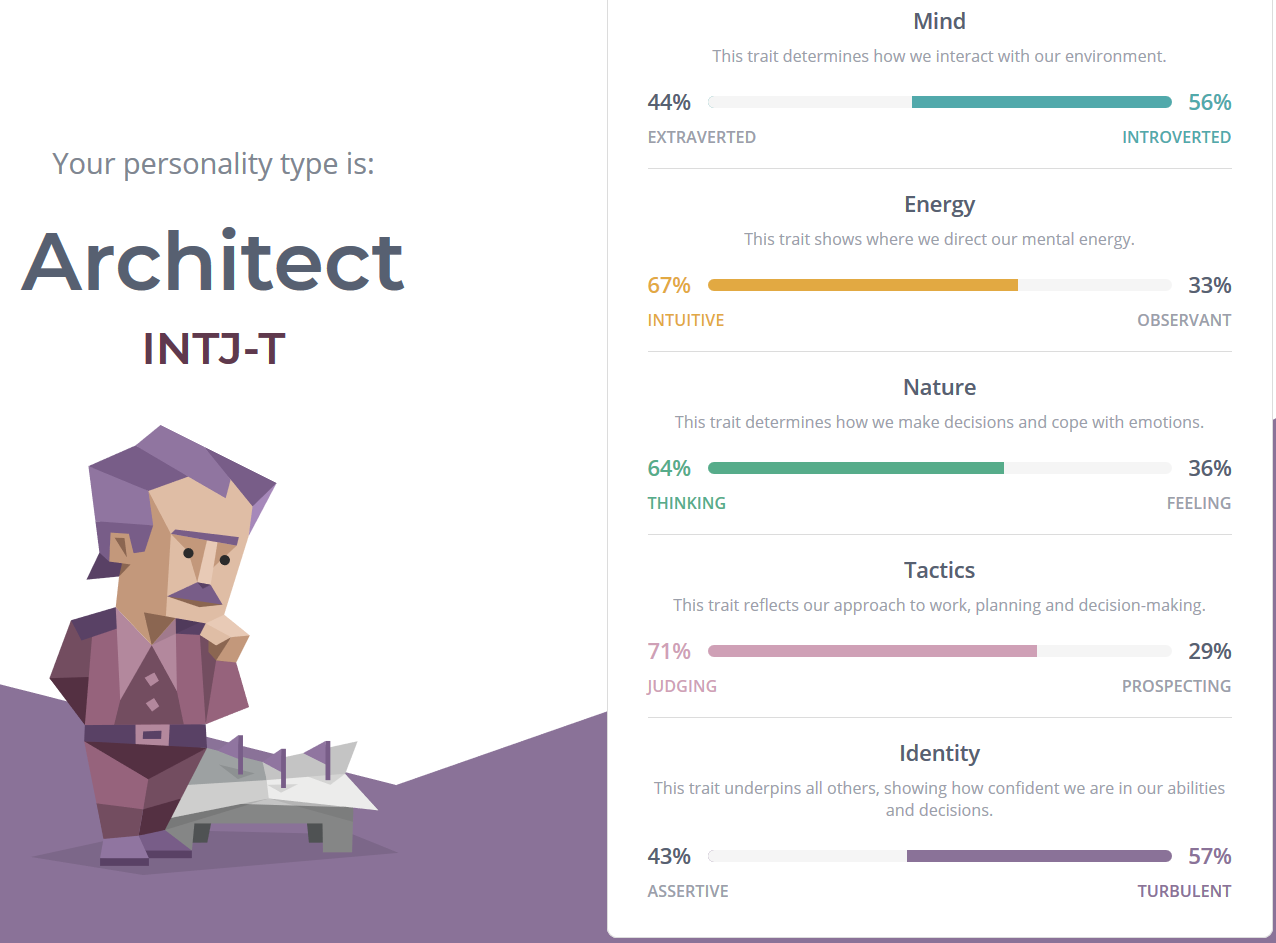 Your personality type is:
Architect
INTJ-T
Mind
This trait determines how we interact with our environment.
44% 56%
EXTRAVERTED INTROVERTED
Energy
This trait shows where we direct our mental energy.
67% 33%
INTUITIVE OBSERVANT
Nature
This trait determines how we make decisions and cope with emotions.
64% 36%
THINKING FEELING
Tactics
This trait reflects our approach to work, planning and decision-making.
71% 29%
JUDGING PROSPECTING
Identity
This trait underpins all others, showing how confident we are in our abilities
and decisions.
43% 57%
ASSERTIVE TURBULENT